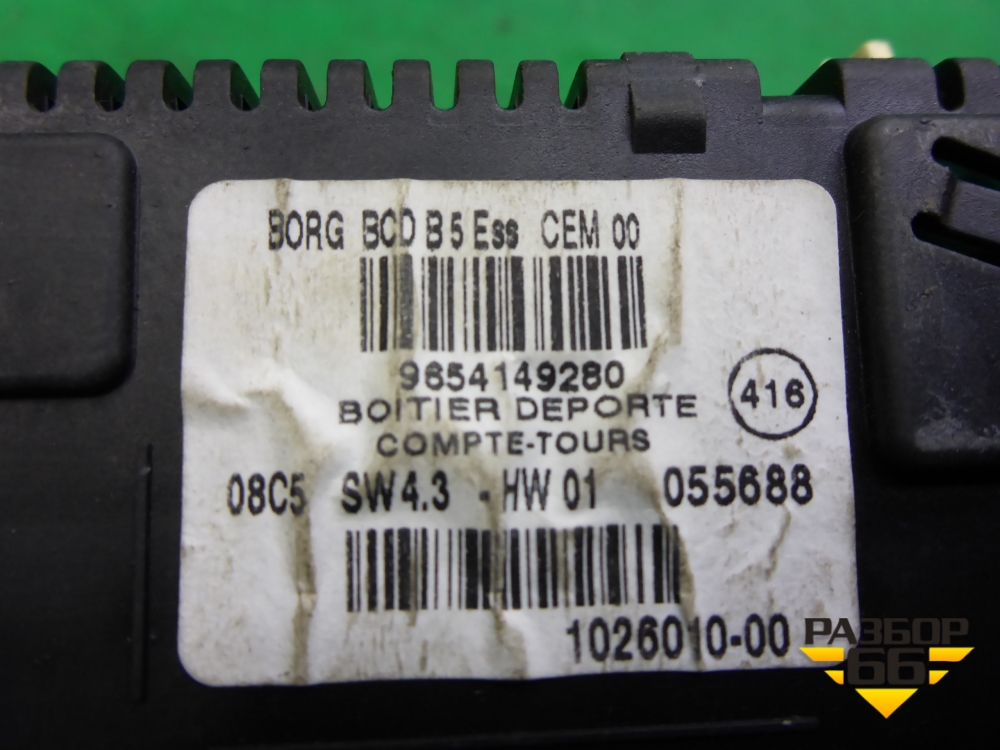 BORG BCD B5 Ess CEM 00
9654149280
BOITIER DEPORTE
COMPTE-TOURS
416
08C5 SW4.3 - HW 01 055688
1026010-00
РАЗБОР
66